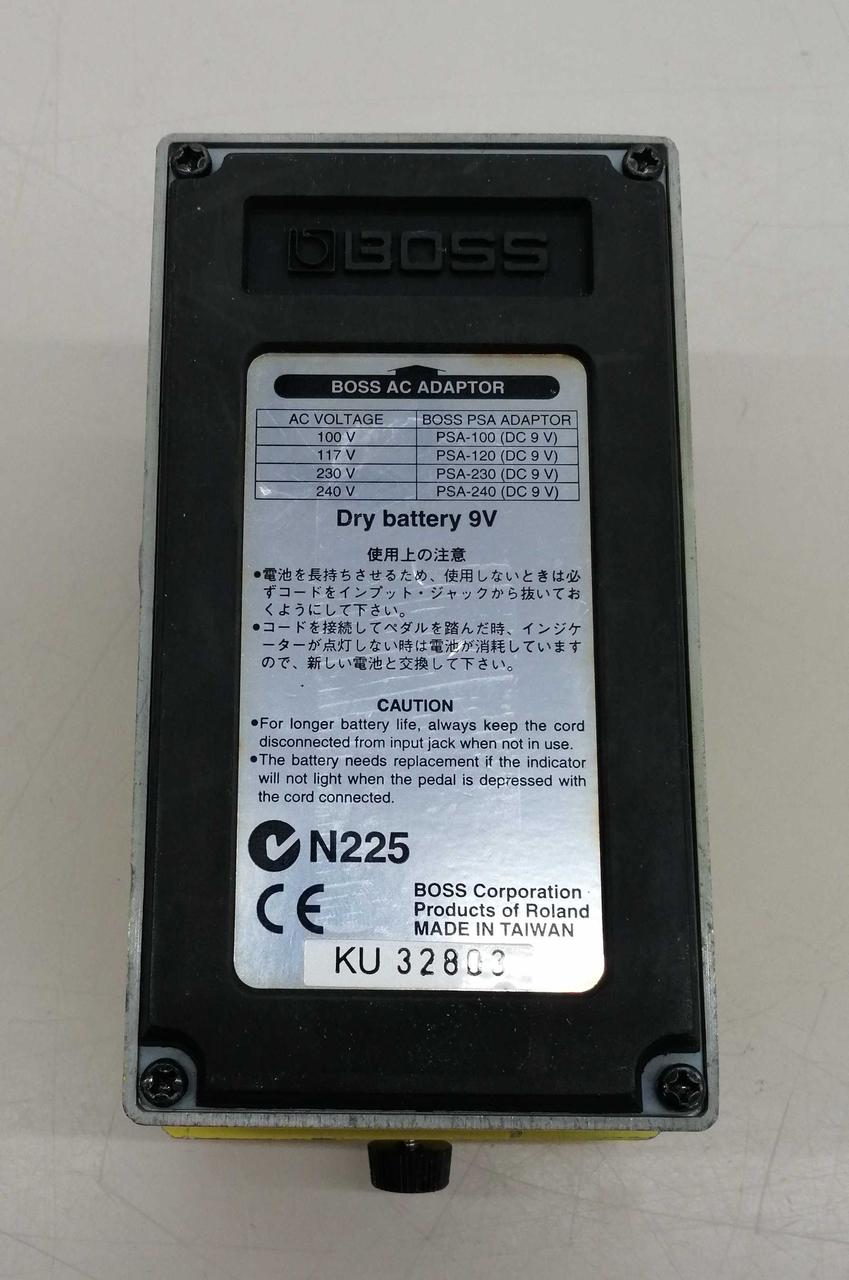 BOSS
BOSS AC ADAPTOR
AC VOLTAGE BOSS PSA ADAPTOR
100 V PSA-100 (DC 9 V)
117 V PSA-120 (DC 9 V)
230 V PSA-230 (DC 9 V)
240 V PSA-240 (DC 9 V)
Dry battery 9V
使用上の注意
●電池を長持ちさせるため、使用しないときは必
ずコードをインプット・ジャックから抜いてお
くようにして下さい。
●コードを接続してペダルを踏んだ時、インジケ
ーターが点灯しない時は電池が消耗しています
ので、新しい電池と交換して下さい。
CAUTION
●For longer battery life, always keep the cord
disconnected from input jack when not in use.
●The battery needs replacement if the indicator
will not light when the pedal is depressed with
the cord connected.
N225
CE
BOSS Corporation
Products of Roland
MADE IN TAIWAN
KU 32803